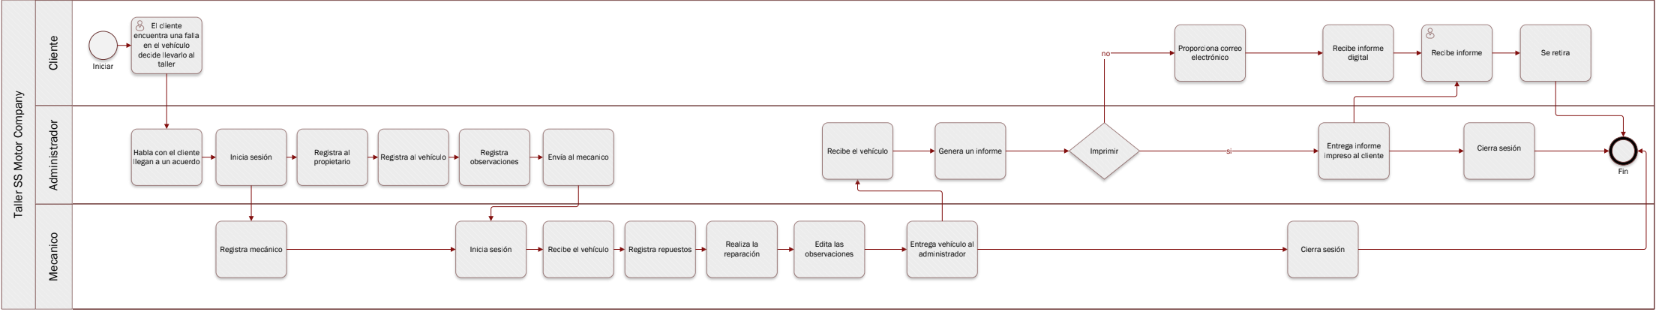 Taller SS Motor Company
Cliente
Iniciar
El cliente
encuentra una falla
en el vehículo
decide llevarlo al
taller
no
Proporciona correo
electrónico
Recibe informe
digital
Recibe informe
Se retira
Administrador
Habla con el cliente
llegan a un acuerdo
Inicia sesión
Registra al
propietario
Registra al vehículo
Registra
observaciones
Envía al mecanico
Recibe el vehículo
Genera un informe
Imprimir
si
Entrega informe
impreso al cliente
Cierra sesión
Fin
Mecanico
Registra mecánico
Inicia sesión
Recibe el vehículo
Registra repuestos
Realiza la
reparación
Edita las
observaciones
Entrega vehículo al
administrador
Cierra sesión